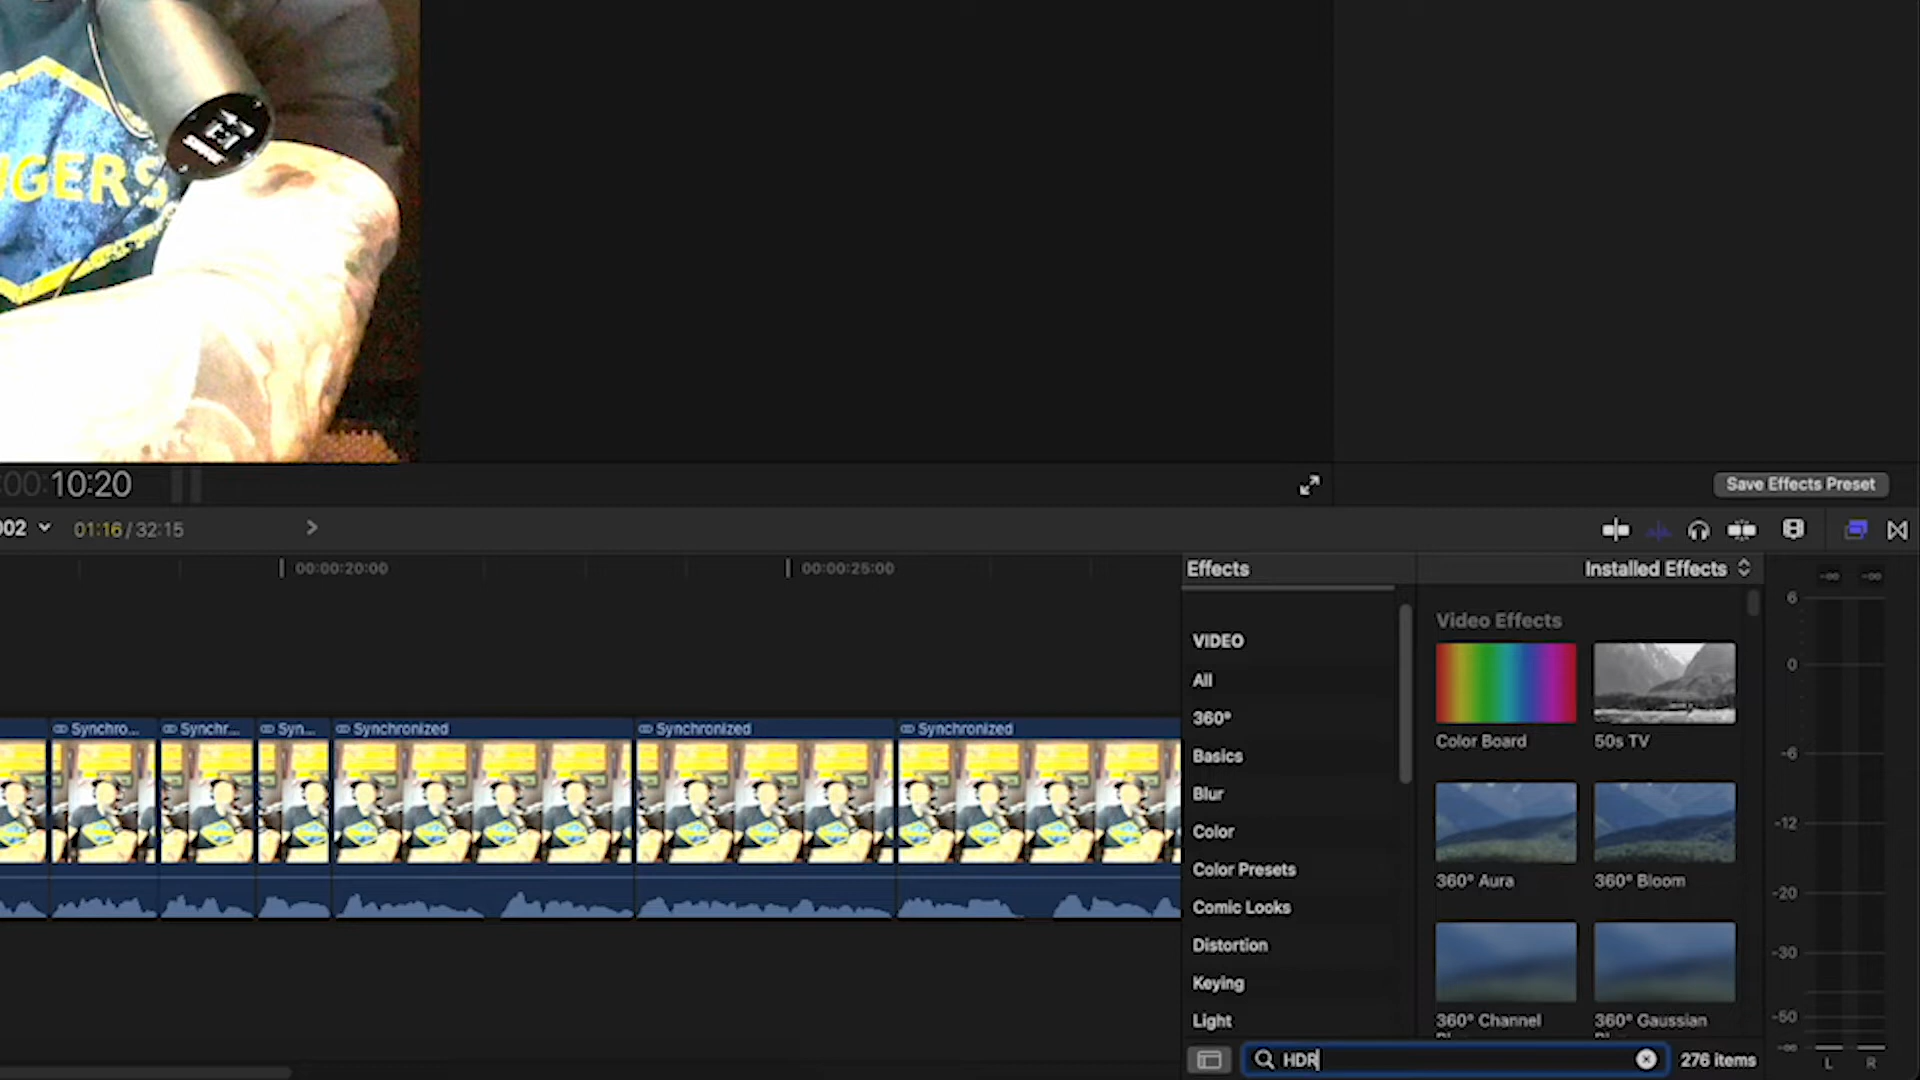 NGERS
SHURE
:00:10:20
Save Effects Preset
002
01:16 / 32:15
00:00:20:00
00:00:25:00
Effects
Installed Effects
VIDEO
All
360°
Basics
Blur
Color
Color Presets
Comic Looks
Distortion
Keying
Light
Video Effects
Color Board
50s TV
360° Aura
360° Bloom
360° Channel
360° Gaussian
Synchro...
Synchr...
Syn...
Synchronized
Synchronized
Synchronized
HDR
276 items
-∞ -∞
6
0
-6
-12
-20
-30
-50
-∞
L R